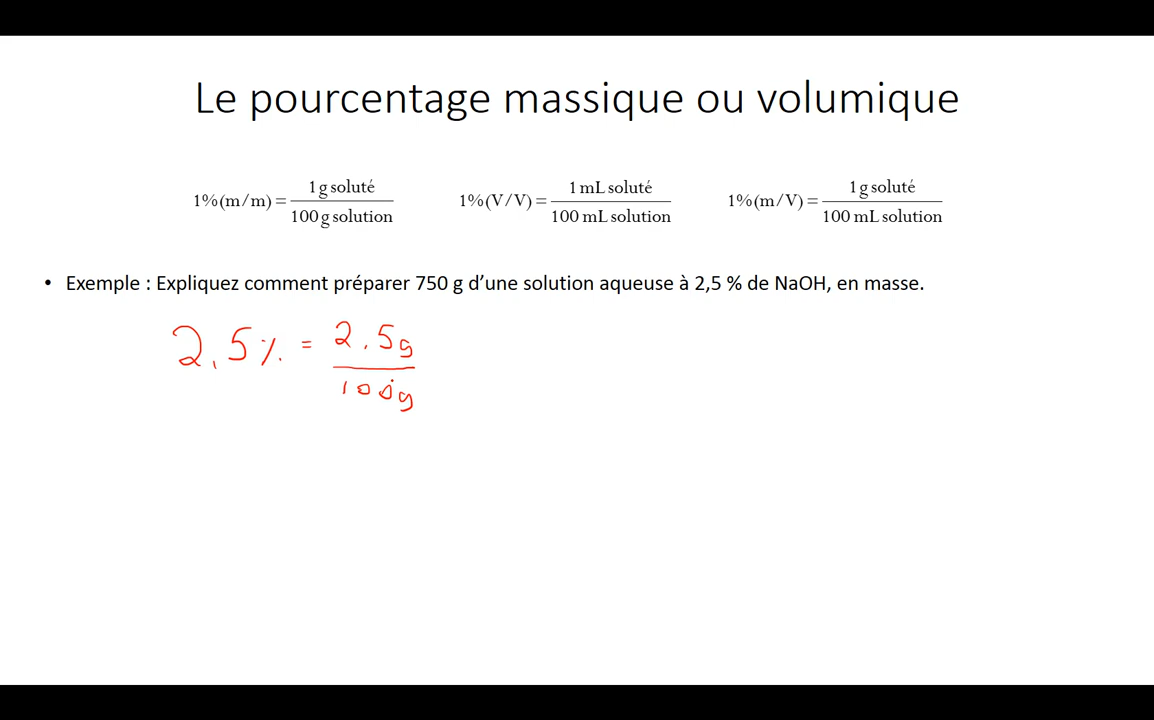 Le pourcentage massique ou volumique
1%(m/m) = 1 g soluté / 100 g solution 1%(V/V) = 1 mL soluté / 100 mL solution 1%(m/V) = 1 g soluté / 100 mL solution
• Exemple : Expliquez comment préparer 750 g d’une solution aqueuse à 2,5 % de NaOH, en masse.
2,5% = 2.5g / 100g